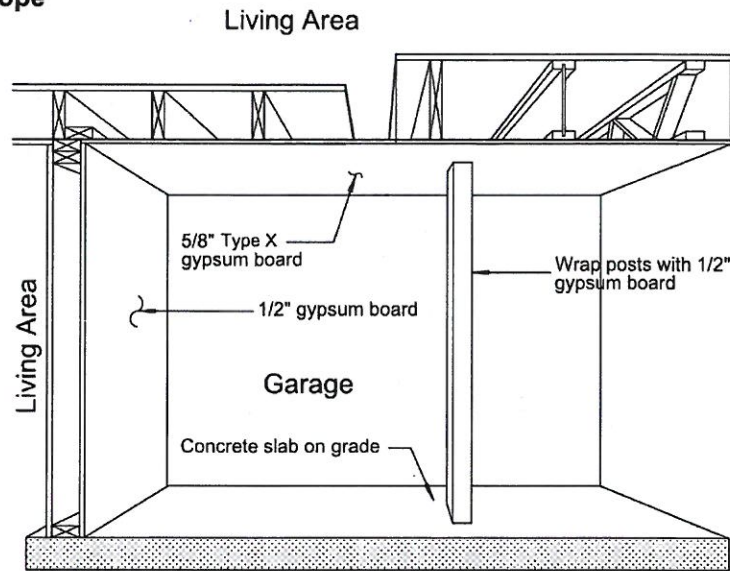 Living Area
5/8" Type X
gypsum board
Wrap posts with 1/2"
gypsum board
1/2" gypsum board
Living Area
Garage
Concrete slab on grade